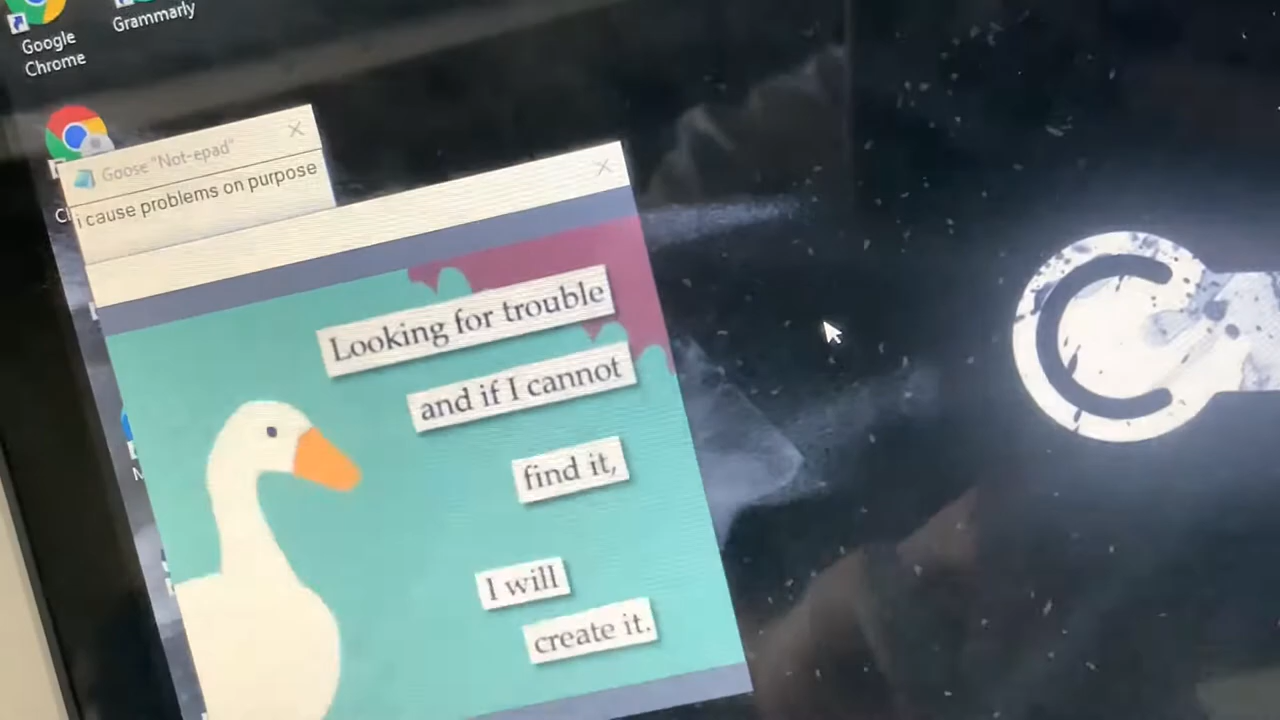 Google
Chrome
Grammarly
Goose "Not-epad"
i cause problems on purpose
Looking for trouble
and if I cannot
find it,
I will
create it.